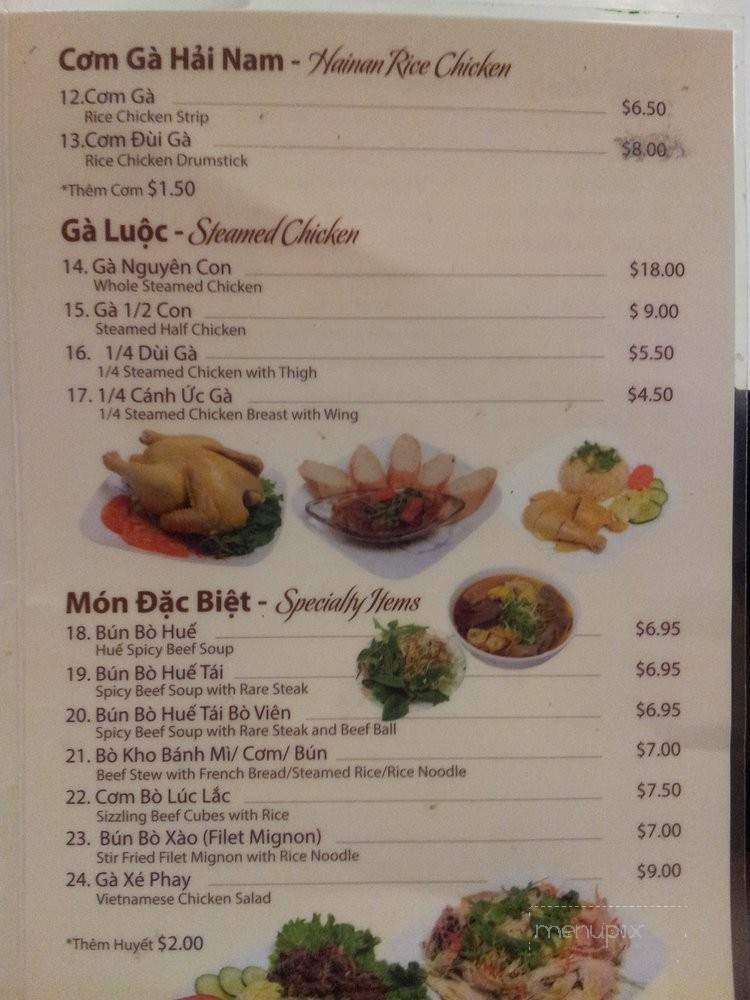 Cơm Gà Hải Nam - Hainan Rice Chicken
12.Cơm Gà $6.50
Rice Chicken Strip
13.Cơm Đùi Gà $8.00
Rice Chicken Drumstick
*Thêm Cơm $1.50
Gà Luộc - Steamed Chicken
14. Gà Nguyên Con $18.00
Whole Steamed Chicken
15. Gà 1/2 Con $ 9.00
Steamed Half Chicken
16. 1/4 Dùi Gà $5.50
1/4 Steamed Chicken with Thigh
17. 1/4 Cánh Ức Gà $4.50
1/4 Steamed Chicken Breast with Wing
Món Đặc Biệt - Specialty Items
18. Bún Bò Huế $6.95
Huế Spicy Beef Soup
19. Bún Bò Huế Tái $6.95
Spicy Beef Soup with Rare Steak
20. Bún Bò Huế Tái Bò Viên $6.95
Spicy Beef Soup with Rare Steak and Beef Ball
21. Bò Kho Bánh Mì/ Cơm/ Bún $7.00
Beef Stew with French Bread/Steamed Rice/Rice Noodle
22. Cơm Bò Lúc Lắc $7.50
Sizzling Beef Cubes with Rice
23. Bún Bò Xào (Filet Mignon) $7.00
Stir Fried Filet Mignon with Rice Noodle
24. Gà Xé Phay $9.00
Vietnamese Chicken Salad
*Thêm Huyết $2.00
menupix